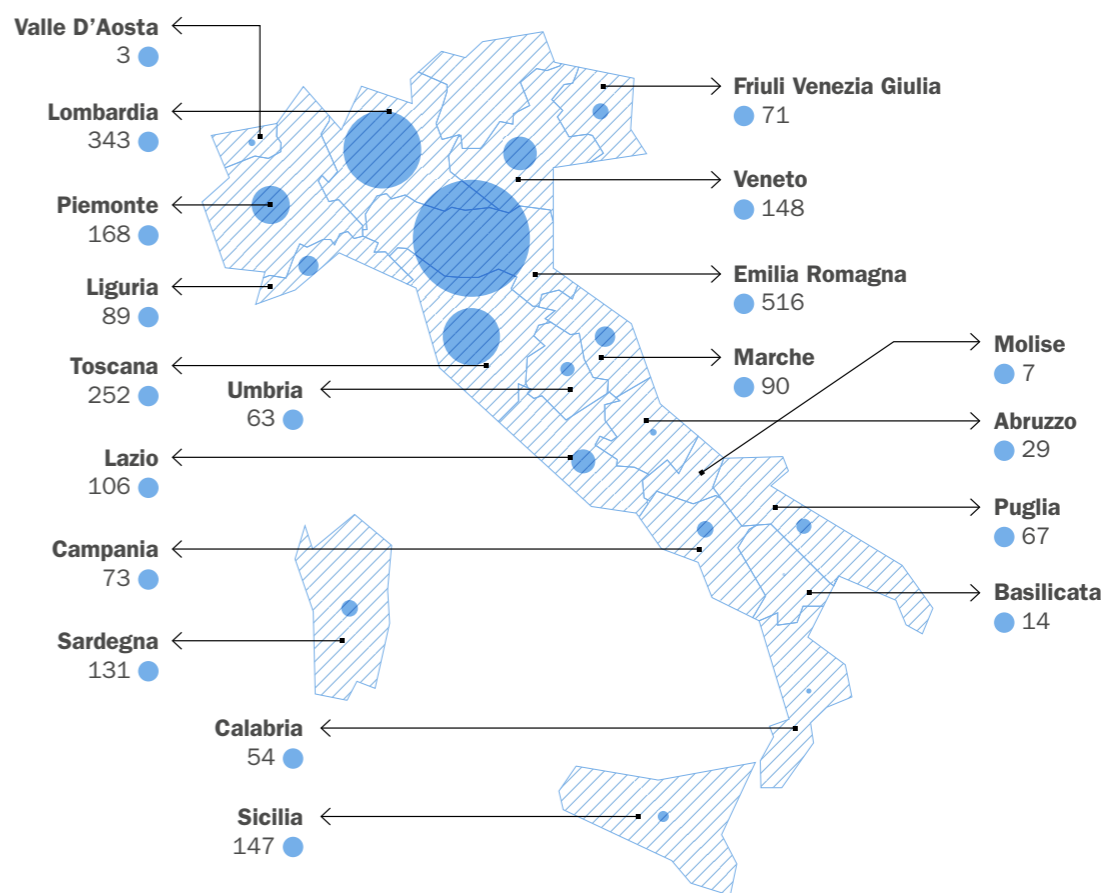 Valle D’Aosta
3
Lombardia
343
Piemonte
168
Liguria
89
Toscana
252
Umbria
63
Lazio
106
Campania
73
Sardegna
131
Calabria
54
Sicilia
147
Friuli Venezia Giulia
71
Veneto
148
Emilia Romagna
516
Marche
90
Molise
7
Abruzzo
29
Puglia
67
Basilicata
14